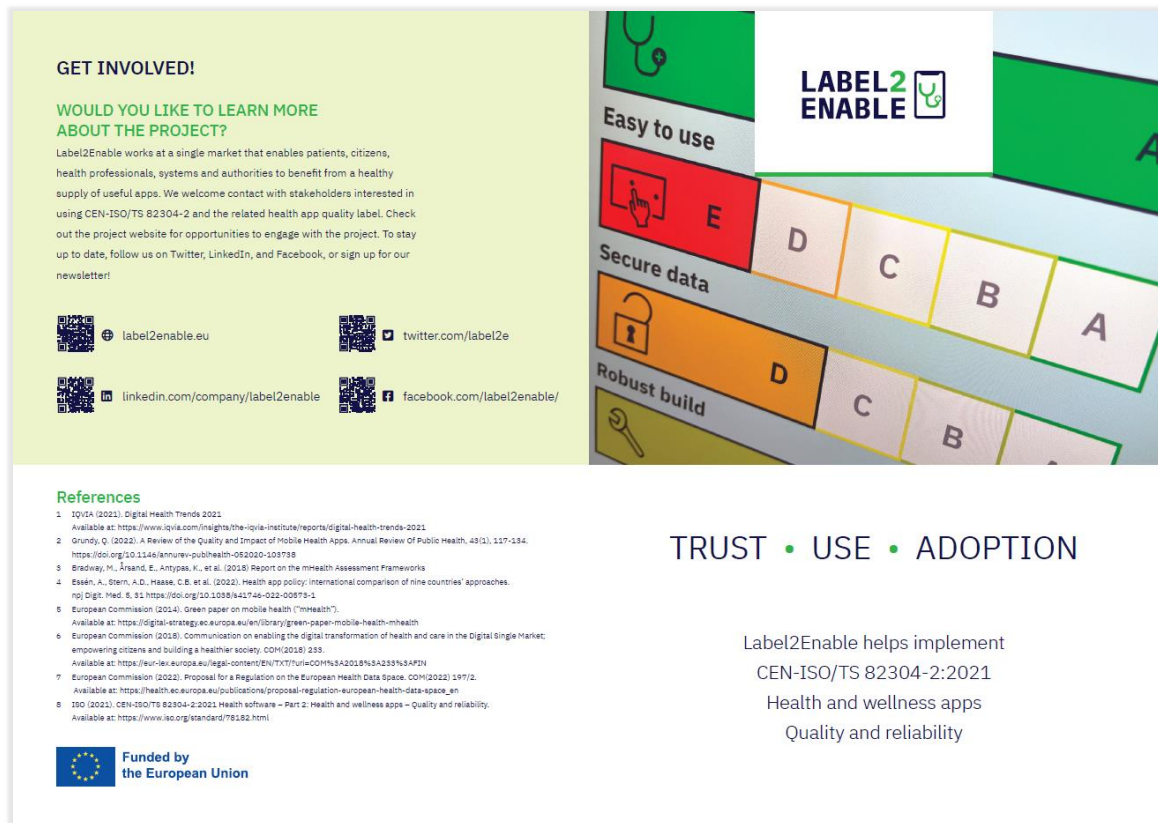 GET INVOLVED!
WOULD YOU LIKE TO LEARN MORE
ABOUT THE PROJECT?
Label2Enable works at a single market that enables patients, citizens,
health professionals, systems and authorities to benefit from a healthy
supply of useful apps. We welcome contact with stakeholders interested in
using CEN-ISO/TS 82304-2 and the related health app quality label. Check
out the project website for opportunities to engage with the project. To stay
up to date, follow us on Twitter, LinkedIn, and Facebook, or sign up for our
newsletter!
label2enable.eu
twitter.com/label2e
linkedin.com/company/label2enable
facebook.com/label2enable/
References
1 IQVIA (2021). Digital Health Trends 2021
Available at: https://www.iqvia.com/insights/the-iqvia-institute/reports/digital-health-trends-2021
2 Grundy, Q. (2022). A Review of the Quality and Impact of Mobile Health Apps. Annual Review Of Public Health, 43(1), 117-134.
https://doi.org/10.1146/annurev-publhealth-052020-103738
3 Bradway, M., Årsand, E., Antypas, K., et al. (2018) Report on the mHealth Assessment Frameworks
4 Essén, A., Stern, A.D., Haase, C.B. et al. (2022). Health app policy: international comparison of nine countries' approaches.
npj Digit. Med. 5, 31 https://doi.org/10.1038/s41746-022-00573-1
5 European Commission (2014). Green paper on mobile health ("mHealth").
Available at: https://digital-strategy.ec.europa.eu/en/library/green-paper-mobile-health-mhealth
6 European Commission (2018). Communication on enabling the digital transformation of health and care in the Digital Single Market;
empowering citizens and building a healthier society. COM(2018) 233.
Available at: https://eur-lex.europa.eu/legal-content/EN/TXT/?uri=COM%3A2018%3A233%3AFIN
7 European Commission (2022). Proposal for a Regulation on the European Health Data Space. COM(2022) 197/2.
Available at: https://health.ec.europa.eu/publications/proposal-regulation-european-health-data-space_en
8 ISO (2021). CEN-ISO/TS 82304-2:2021 Health software – Part 2: Health and wellness apps – Quality and reliability.
Available at: https://www.iso.org/standard/78182.html
Funded by
the European Union
LABEL2
ENABLE
A
Easy to use
E D C B A
Secure data
D C B A
Robust build
TRUST • USE • ADOPTION
Label2Enable helps implement
CEN-ISO/TS 82304-2:2021
Health and wellness apps
Quality and reliability